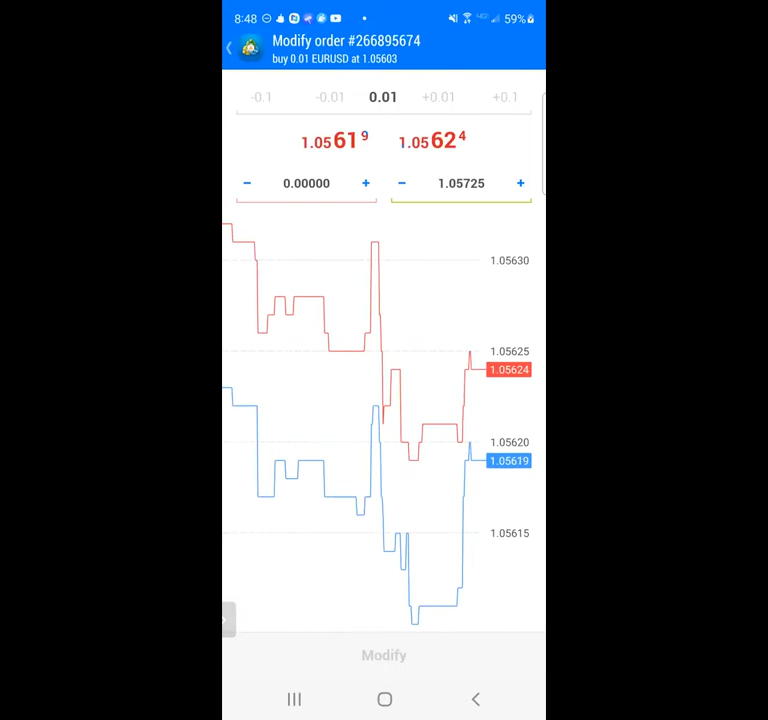 8:48
59%
Modify order #266895674
buy 0.01 EURUSD at 1.05603
-0.1 -0.01 0.01 +0.01 +0.1
1.05619 1.05624
- 0.00000 + - 1.05725 +
1.05630
1.05625
1.05624
1.05620
1.05619
1.05615
Modify